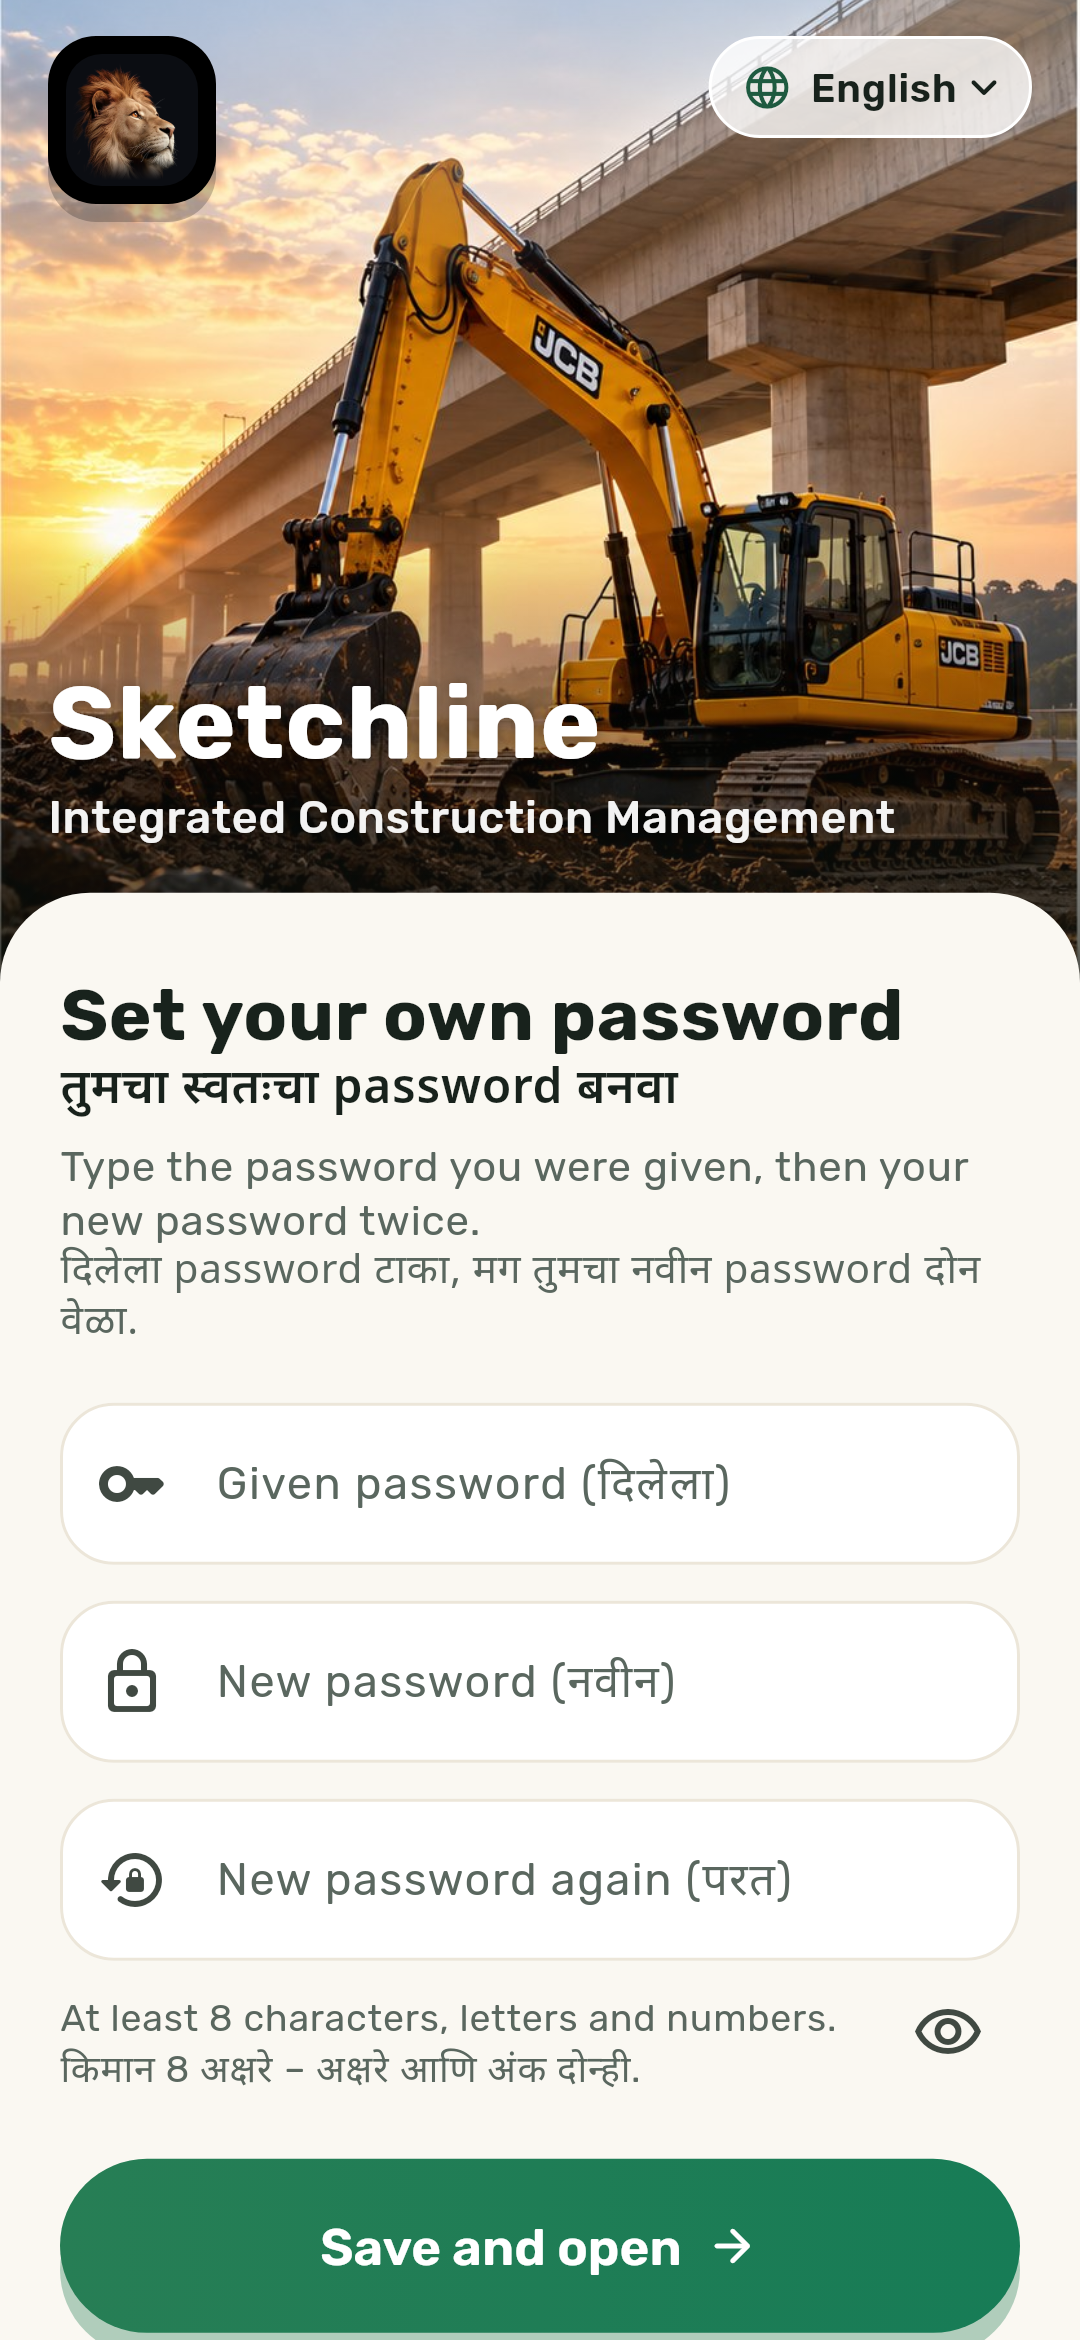 English
JCB
JCB
Sketchline
Integrated Construction Management
Set your own password
तुमचा स्वतःचा password बनवा
Type the password you were given, then your
new password twice.
दिलेला password टाका, मग तुमचा नवीन password दोन
वेळा.
Given password (दिलेला)
New password (नवीन)
New password again (परत)
At least 8 characters, letters and numbers.
किमान 8 अक्षरे – अक्षरे आणि अंक दोन्ही.
Save and open